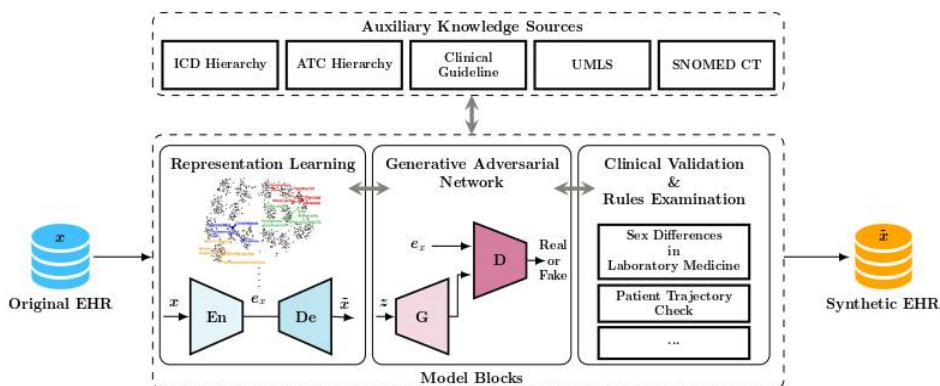 Auxiliary Knowledge Sources
ICD Hierarchy
ATC Hierarchy
Clinical
Guideline
UMLS
SNOMED CT
Representation Learning
x
En
e_x
De
x̃
Generative Adversarial
Network
e_x
D
Real
or
Fake
z
G
Clinical Validation
&
Rules Examination
Sex Differences
in
Laboratory Medicine
Patient Trajectory
Check
...
x
Original EHR
x̃
Synthetic EHR
Model Blocks